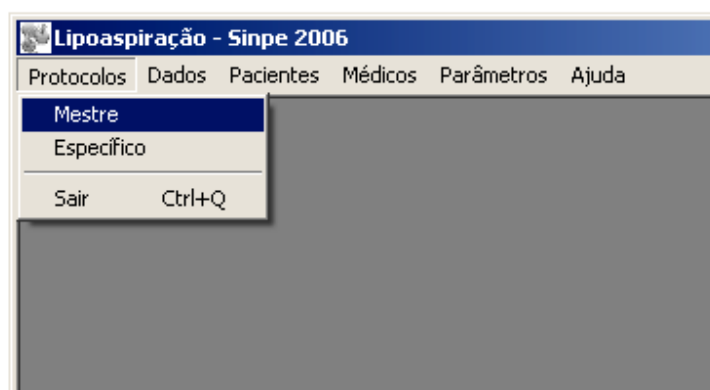 Lipoaspiração - Sinpe 2006
Protocolos Dados Pacientes Médicos Parâmetros Ajuda
Mestre
Específico
Sair Ctrl+Q